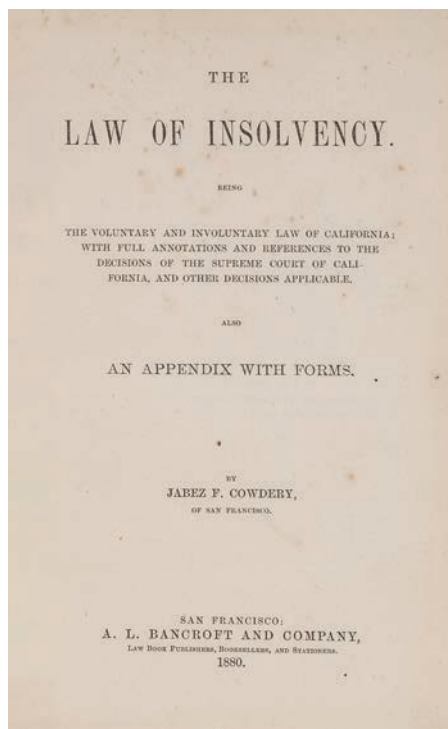 THE
LAW OF INSOLVENCY.
BEING
THE VOLUNTARY AND INVOLUNTARY LAW OF CALIFORNIA;
WITH FULL ANNOTATIONS AND REFERENCES TO THE
DECISIONS OF THE SUPREME COURT OF CALI-
FORNIA, AND OTHER DECISIONS APPLICABLE.
ALSO
AN APPENDIX WITH FORMS.
BY
JABEZ F. COWDERY,
OF SAN FRANCISCO.
SAN FRANCISCO:
A. L. BANCROFT AND COMPANY,
LAW BOOK PUBLISHERS, BOOKSELLERS, AND STATIONERS.
1880.